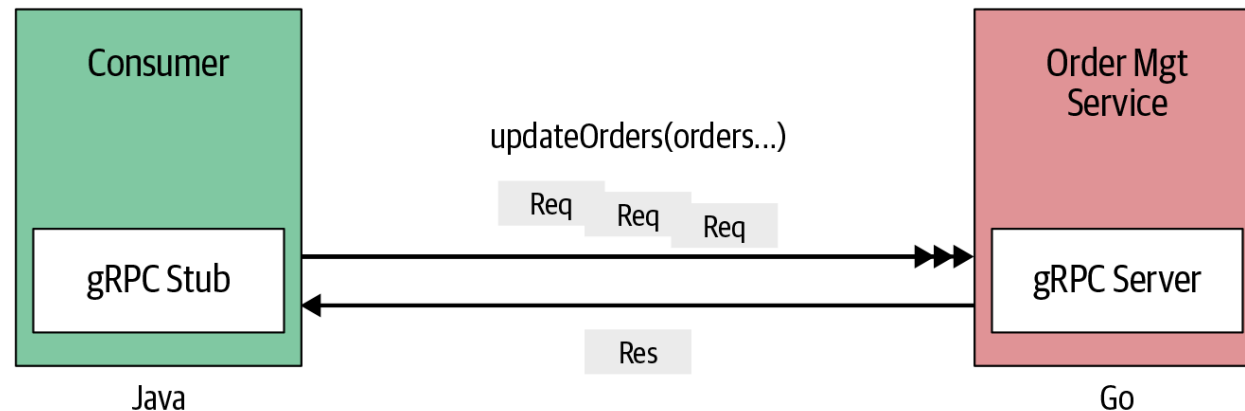 Consumer
Order Mgt
Service
updateOrders(orders...)
Req
Req
Req
gRPC Stub
gRPC Server
Res
Java
Go